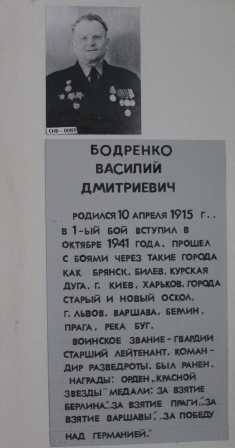 ОФ-8085
БОДРЕНКО
ВАСИЛИЙ
ДМИТРИЕВИЧ
РОДИЛСЯ 10 АПРЕЛЯ 1915 Г..
В 1-ЫЙ БОЙ ВСТУПИЛ В
ОКТЯБРЕ 1941 ГОДА. ПРОШЕЛ
С БОЯМИ ЧЕРЕЗ ТАКИЕ ГОРОДА
КАК БРЯНСК. БИЛЕВ. КУРСКАЯ
ДУГА. Г. КИЕВ. ХАРЬКОВ. ГОРОДА
СТАРЫЙ И НОВЫЙ ОСКОЛ.
Г. ЛЬВОВ. ВАРШАВА. БЕРЛИН.
ПРАГА. РЕКА БУГ.
ВОИНСКОЕ ЗВАНИЕ-ГВАРДИИ
СТАРШИЙ ЛЕЙТЕНАНТ. КОМАН-
ДИР РАЗВЕДРОТЫ. БЫЛ РАНЕН.
НАГРАДЫ: ОРДЕН „КРАСНОЙ
ЗВЕЗДЫ" МЕДАЛИ: „ЗА ВЗЯТИЕ
БЕРЛИНА", „ЗА ВЗЯТИЕ ПРАГИ", „ЗА
ВЗЯТИЕ ВАРШАВЫ", „ЗА ПОБЕДУ
НАД ГЕРМАНИЕЙ".